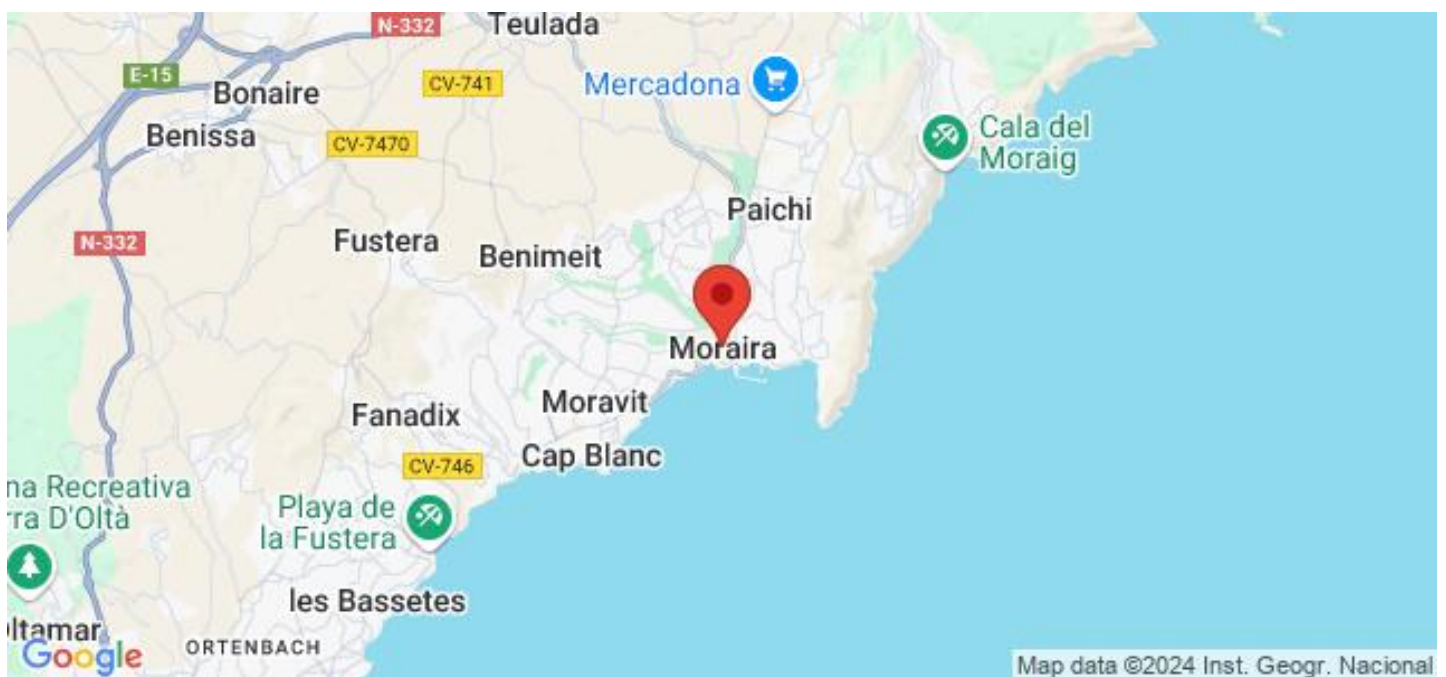 N-332
Teulada
E-15
Bonaire
CV-741
Mercadona
Benissa
CV-7470
Cala del
Moraig
Paichi
N-332
Fustera
Benimeit
Moraira
Moravit
Fanadix
Cap Blanc
CV-746
na Recreativa
rra D'Oltà
Playa de
la Fustera
les Bassetes
ltamar
ORTENBACH
Google
Map data ©2024 Inst. Geogr. Nacional